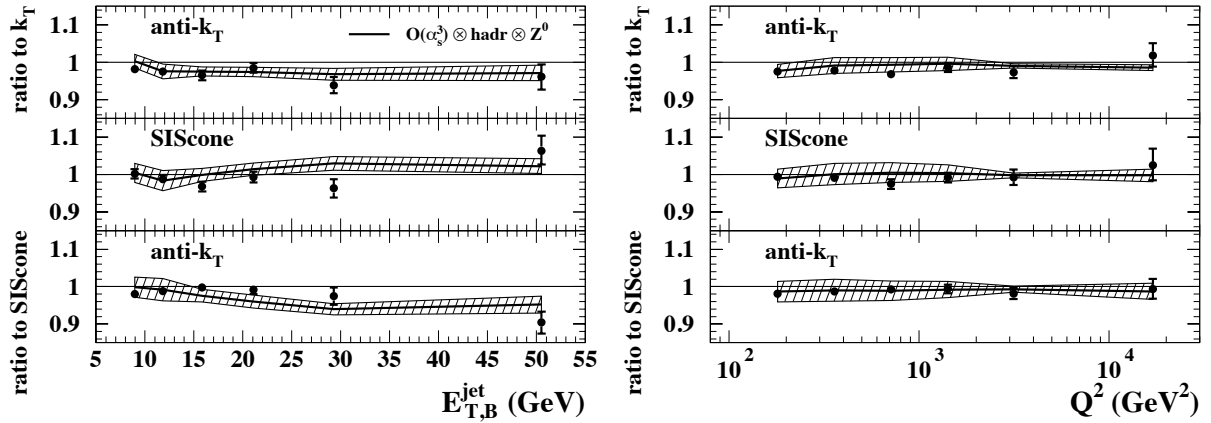 anti-k_T
O(α_s^3) ⊗ hadr ⊗ Z^0
ratio to k_T
1.1
1
0.9
SIScone
1.1
1
0.9
anti-k_T
ratio to SIScone
1.1
1
0.9
5 10 15 20 25 30 35 40 45 50 55
E_{T,B}^{jet} (GeV)
anti-k_T
ratio to k_T
1.1
1
0.9
SIScone
1.1
1
0.9
anti-k_T
ratio to SIScone
1.1
1
0.9
10^2 10^3 10^4
Q^2 (GeV^2)